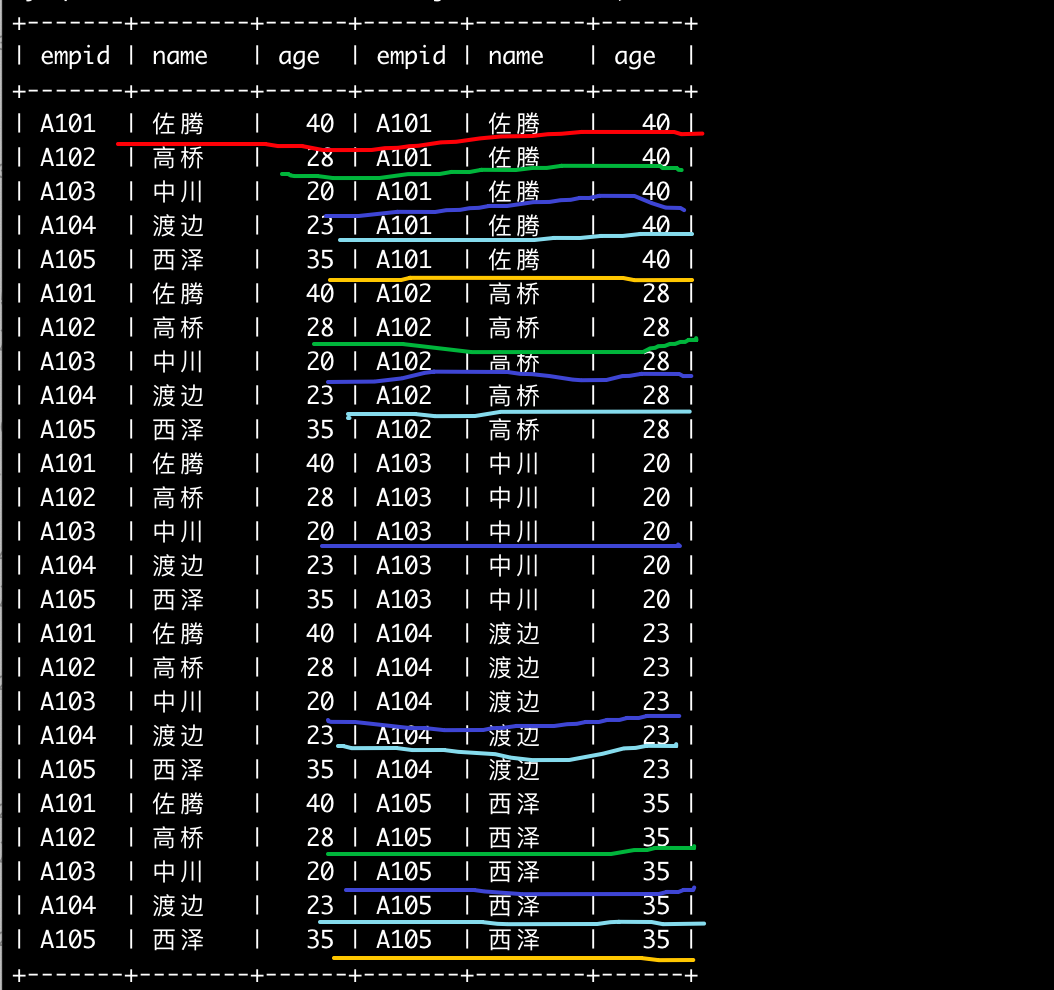 +-------+--------+------+-------+--------+------+
| empid | name   | age  | empid | name   | age  |
+-------+--------+------+-------+--------+------+
| A101 | 佐腾 | 40 | A101 | 佐腾 | 40 |
| A102 | 高桥 | 28 | A101 | 佐腾 | 40 |
| A103 | 中川 | 20 | A101 | 佐腾 | 40 |
| A104 | 渡边 | 23 | A101 | 佐腾 | 40 |
| A105 | 西泽 | 35 | A101 | 佐腾 | 40 |
| A101 | 佐腾 | 40 | A102 | 高桥 | 28 |
| A102 | 高桥 | 28 | A102 | 高桥 | 28 |
| A103 | 中川 | 20 | A102 | 高桥 | 28 |
| A104 | 渡边 | 23 | A102 | 高桥 | 28 |
| A105 | 西泽 | 35 | A102 | 高桥 | 28 |
| A101 | 佐腾 | 40 | A103 | 中川 | 20 |
| A102 | 高桥 | 28 | A103 | 中川 | 20 |
| A103 | 中川 | 20 | A103 | 中川 | 20 |
| A104 | 渡边 | 23 | A103 | 中川 | 20 |
| A105 | 西泽 | 35 | A103 | 中川 | 20 |
| A101 | 佐腾 | 40 | A104 | 渡边 | 23 |
| A102 | 高桥 | 28 | A104 | 渡边 | 23 |
| A103 | 中川 | 20 | A104 | 渡边 | 23 |
| A104 | 渡边 | 23 | A104 | 渡边 | 23 |
| A105 | 西泽 | 35 | A104 | 渡边 | 23 |
| A101 | 佐腾 | 40 | A105 | 西泽 | 35 |
| A102 | 高桥 | 28 | A105 | 西泽 | 35 |
| A103 | 中川 | 20 | A105 | 西泽 | 35 |
| A104 | 渡边 | 23 | A105 | 西泽 | 35 |
| A105 | 西泽 | 35 | A105 | 西泽 | 35 |
+-------+--------+------+-------+--------+------+